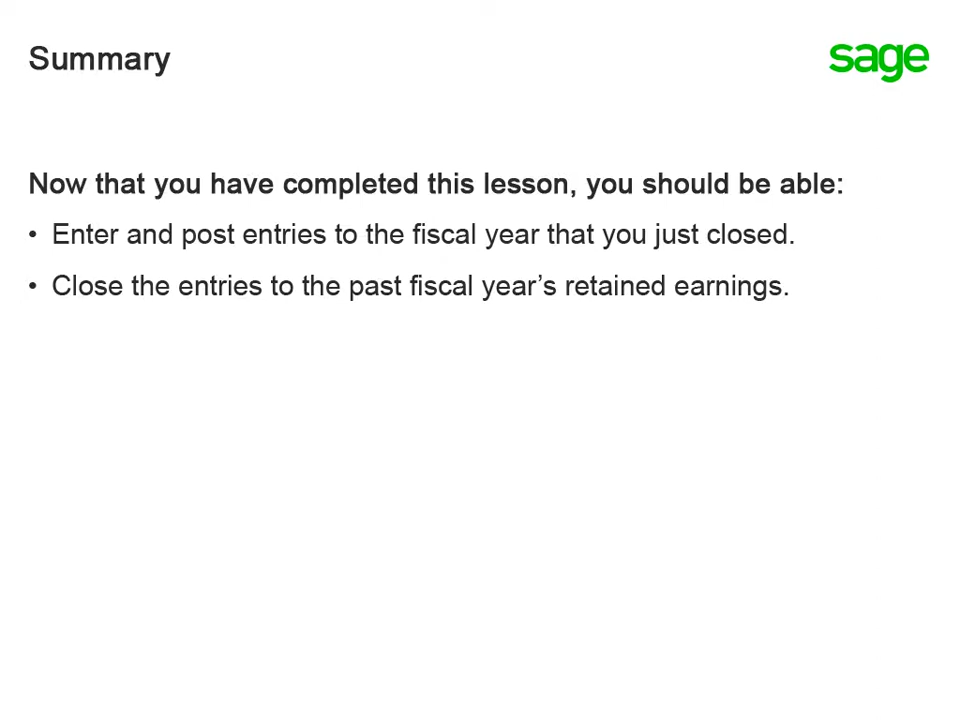 Summary
sage
Now that you have completed this lesson, you should be able:
• Enter and post entries to the fiscal year that you just closed.
• Close the entries to the past fiscal year’s retained earnings.